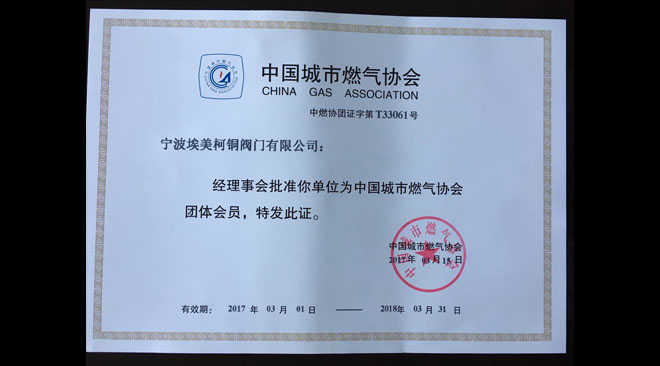 中国城市燃气协会
CHINA GAS ASSOCIATION
中燃协团证字第T33061号
宁波埃美柯铜阀门有限公司：
经理事会批准你单位为中国城市燃气协会
团体会员，特发此证。
中国城市燃气协会
2017年 03月15日
有效期： 2017 年 03 月 01日 —— 2018年 03 月 31 日